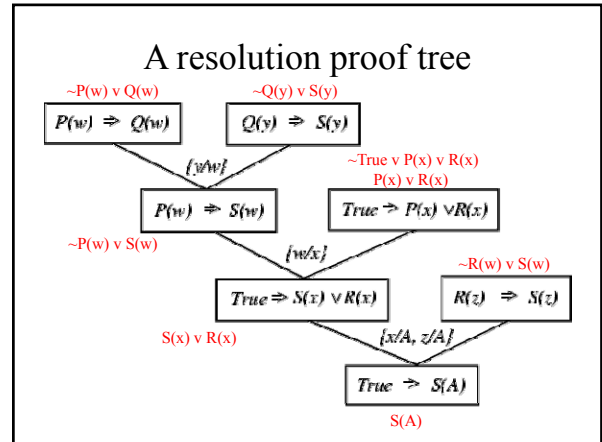 A resolution proof tree
~P(w) v Q(w)
~Q(y) v S(y)
P(w) ⇒ Q(w)
Q(y) ⇒ S(y)
{y/w}
~True v P(x) v R(x)
P(x) v R(x)
P(w) ⇒ S(w)
True ⇒ P(x) ∨R(x)
~P(w) v S(w)
{w/x}
~R(w) v S(w)
True ⇒ S(x) ∨R(x)
R(z) ⇒ S(z)
S(x) v R(x)
{x/A, z/A}
True ⇒ S(A)
S(A)